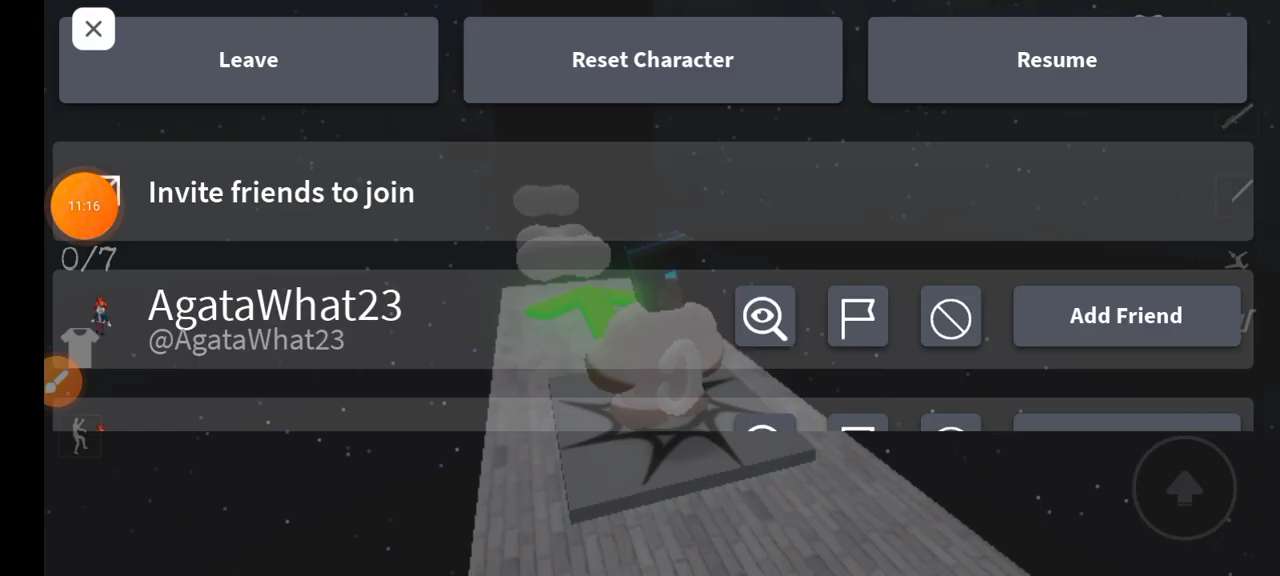 Leave
Reset Character
Resume
Invite friends to join
11:16
0/7
AgataWhat23
@AgataWhat23
Add Friend